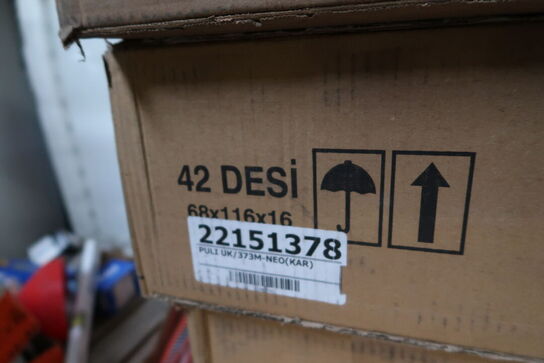 42 DESİ
68x116x16
22151378
PULI UK/373M-NEO(KAR)